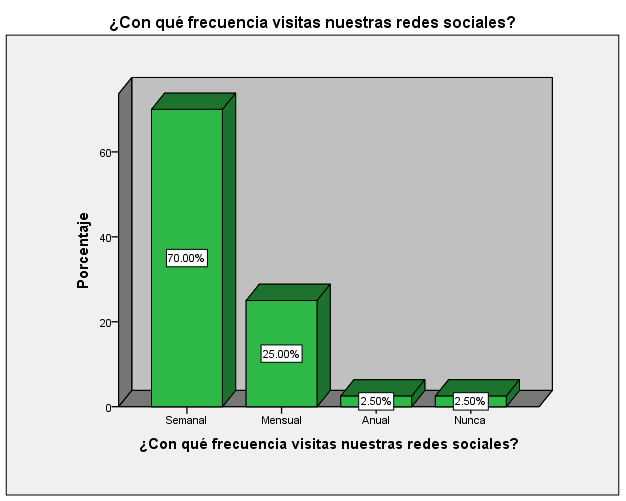 ¿Con qué frecuencia visitas nuestras redes sociales?
Porcentaje
60
40
20
0
70.00%
25.00%
2.50%
2.50%
Semanal Mensual Anual Nunca
¿Con qué frecuencia visitas nuestras redes sociales?